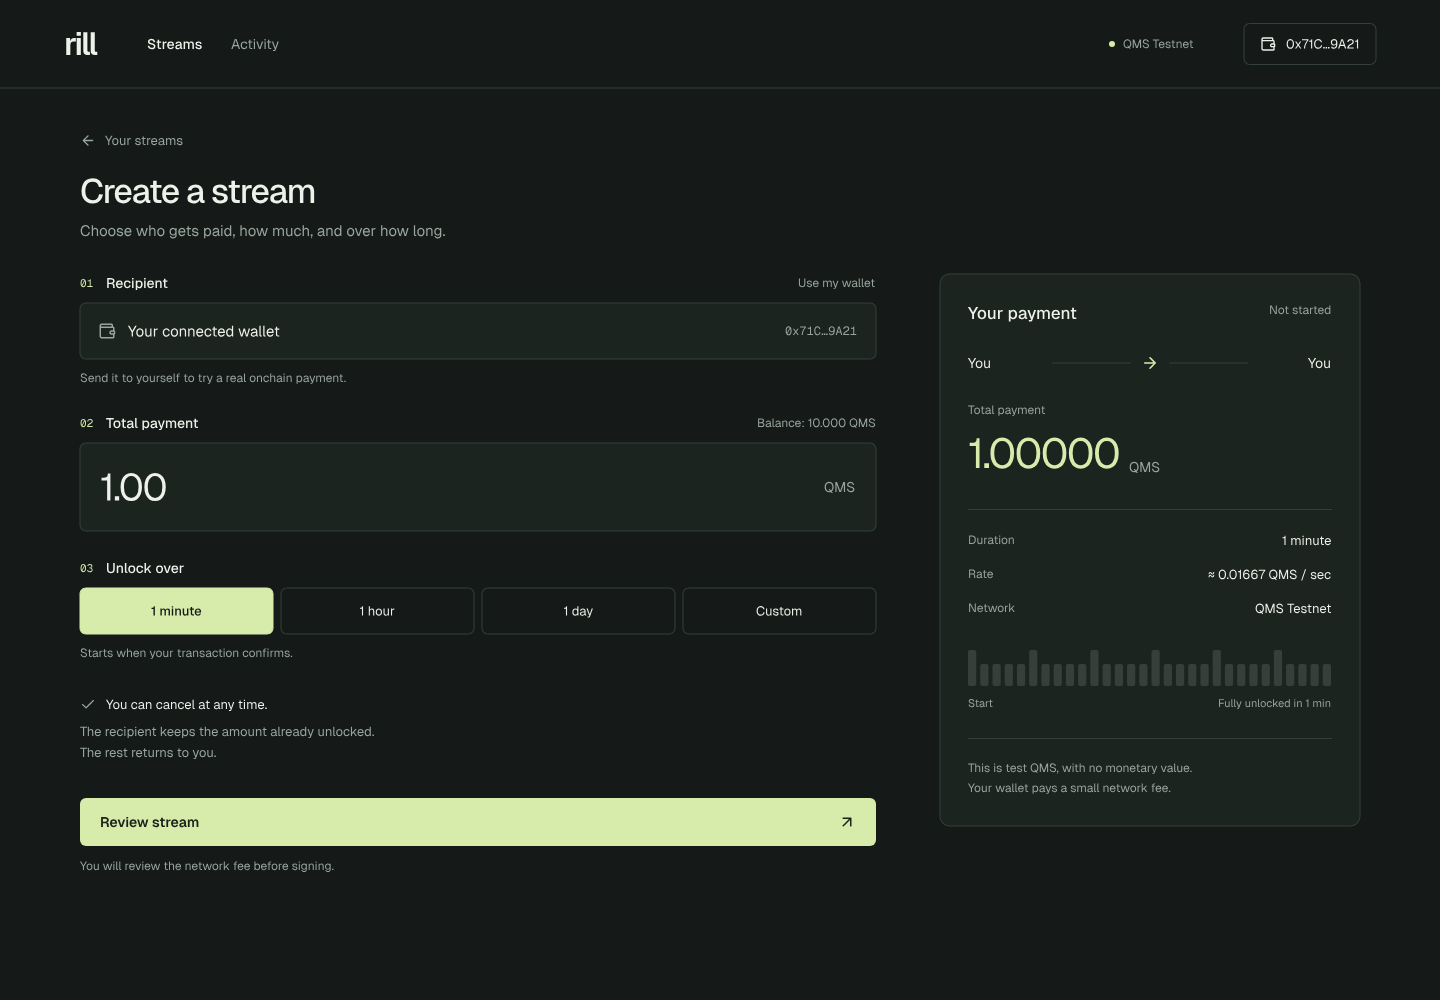 rill
Streams
Activity
QMS Testnet
0x71C…9A21
Your streams
Create a stream
Choose who gets paid, how much, and over how long.
01 Recipient
Use my wallet
Your connected wallet
0x71C…9A21
Send it to yourself to try a real onchain payment.
02 Total payment
Balance: 10.000 QMS
1.00
QMS
03 Unlock over
1 minute
1 hour
1 day
Custom
Starts when your transaction confirms.
You can cancel at any time.
The recipient keeps the amount already unlocked.
The rest returns to you.
Review stream
You will review the network fee before signing.
Your payment
Not started
You
You
Total payment
1.00000 QMS
Duration
1 minute
Rate
≈ 0.01667 QMS / sec
Network
QMS Testnet
Start
Fully unlocked in 1 min
This is test QMS, with no monetary value.
Your wallet pays a small network fee.